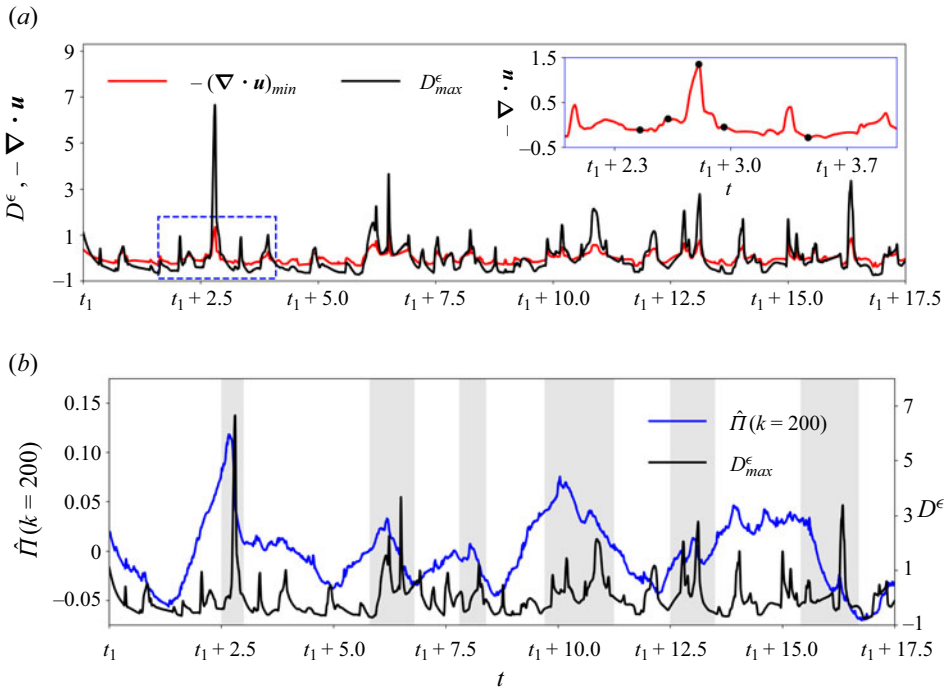 (a)
9
7
5
3
1
−1
D^ϵ, −∇ · u
− (∇ · u)_min
D^ϵ_max
1.5
0.5
−0.5
− ∇ · u
t₁ + 2.3 t₁ + 3.0 t₁ + 3.7
t
t₁ t₁ + 2.5 t₁ + 5.0 t₁ + 7.5 t₁ + 10.0 t₁ + 12.5 t₁ + 15.0 t₁ + 17.5
(b)
0.15
0.10
0.05
0
−0.05
Π̂(k = 200)
Π̂(k = 200)
D^ϵ_max
7
5
3
1
−1
D^ϵ
t₁ t₁ + 2.5 t₁ + 5.0 t₁ + 7.5 t₁ + 10.0 t₁ + 12.5 t₁ + 15.0 t₁ + 17.5
t